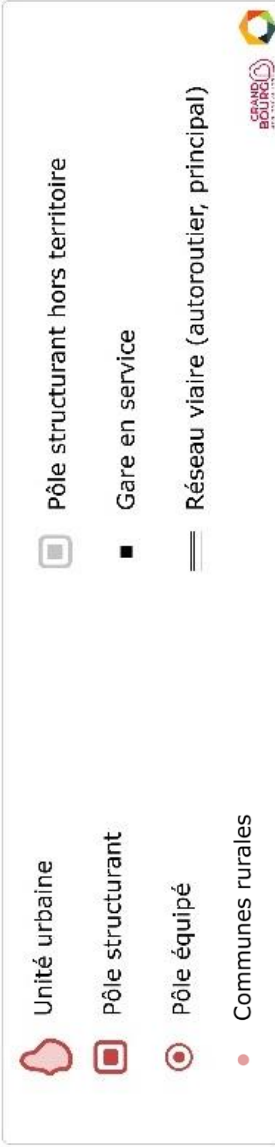 Unité urbaine
Pôle structurant
Pôle équipé
Communes rurales
Pôle structurant hors territoire
Gare en service
Réseau viaire (autoroutier, principal)
GRAND
BOURG